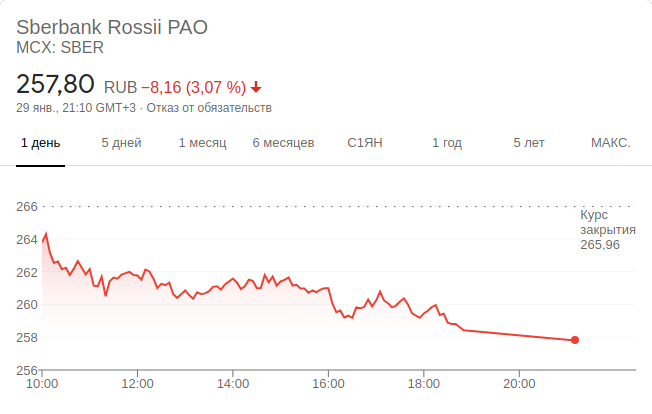 Sberbank Rossii PAO
MCX: SBER
257,80 RUB −8,16 (3,07 %)
29 янв., 21:10 GMT+3 · Отказ от обязательств
1 день 5 дней 1 месяц 6 месяцев С1ЯН 1 год 5 лет МАКС.
266
Курс
закрытия
265,96
264
262
260
258
256
10:00 12:00 14:00 16:00 18:00 20:00